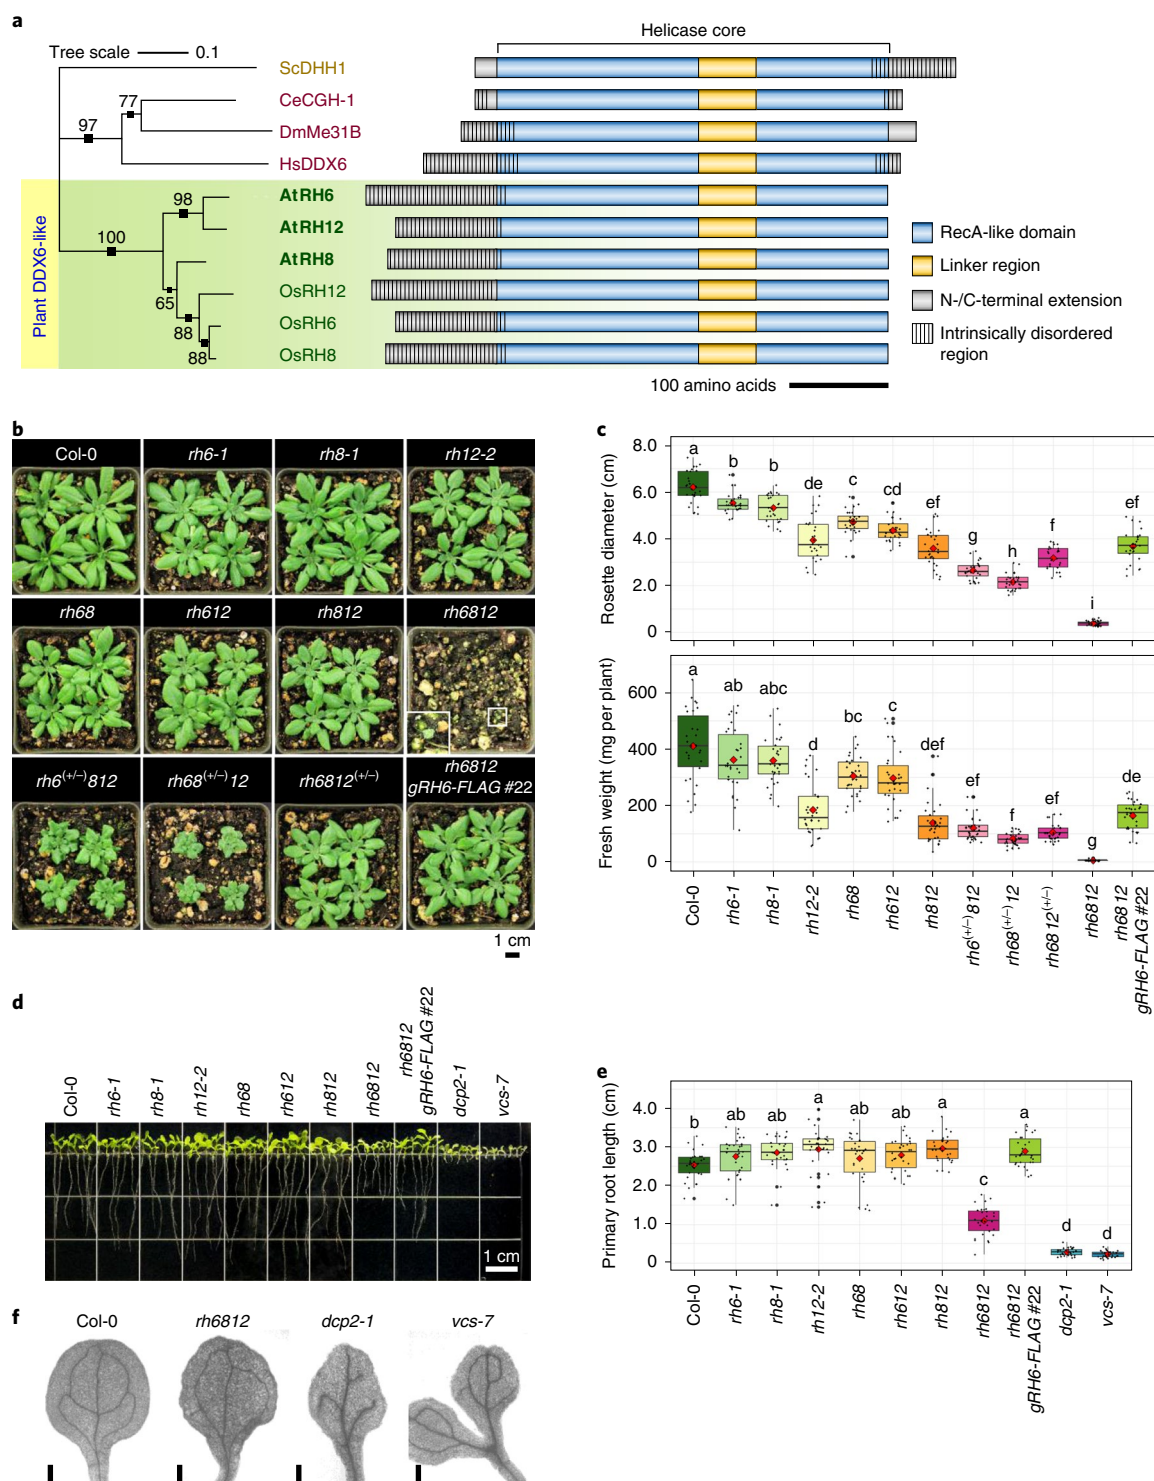 a
Helicase core
Tree scale 0.1
ScDHH1
CeCGH-1
DmMe31B
HsDDX6
AtRH6
AtRH12
AtRH8
OsRH12
OsRH6
OsRH8
77
97
98
100
65
88
88
Plant DDX6-like
RecA-like domain
Linker region
N-/C-terminal extension
Intrinsically disordered
region
100 amino acids
b
Col-0 rh6-1 rh8-1 rh12-2
rh68 rh612 rh812 rh6812
rh6(+/−)812 rh68(+/−)12 rh6812(+/−) rh6812
gRH6-FLAG #22
1 cm
c
Rosette diameter (cm)
8.0
6.0
4.0
2.0
0
a b b de c cd ef g h f i ef
Fresh weight (mg per plant)
600
400
200
0
a ab abc d bc c def ef f ef g de
Col-0
rh6-1
rh8-1
rh12-2
rh68
rh612
rh812
rh6(+/−)812
rh68(+/−)12
rh6812(+/−)
rh6812
rh6812
gRH6-FLAG #22
d
Col-0
rh6-1
rh8-1
rh12-2
rh68
rh612
rh812
rh6812
rh6812
gRH6-FLAG #22
dcp2-1
vcs-7
1 cm
e
Primary root length (cm)
4.0
3.0
2.0
1.0
0
b ab ab a ab ab a c a d d
Col-0
rh6-1
rh8-1
rh12-2
rh68
rh612
rh812
rh6812
rh6812
gRH6-FLAG #22
dcp2-1
vcs-7
f
Col-0 rh6812 dcp2-1 vcs-7